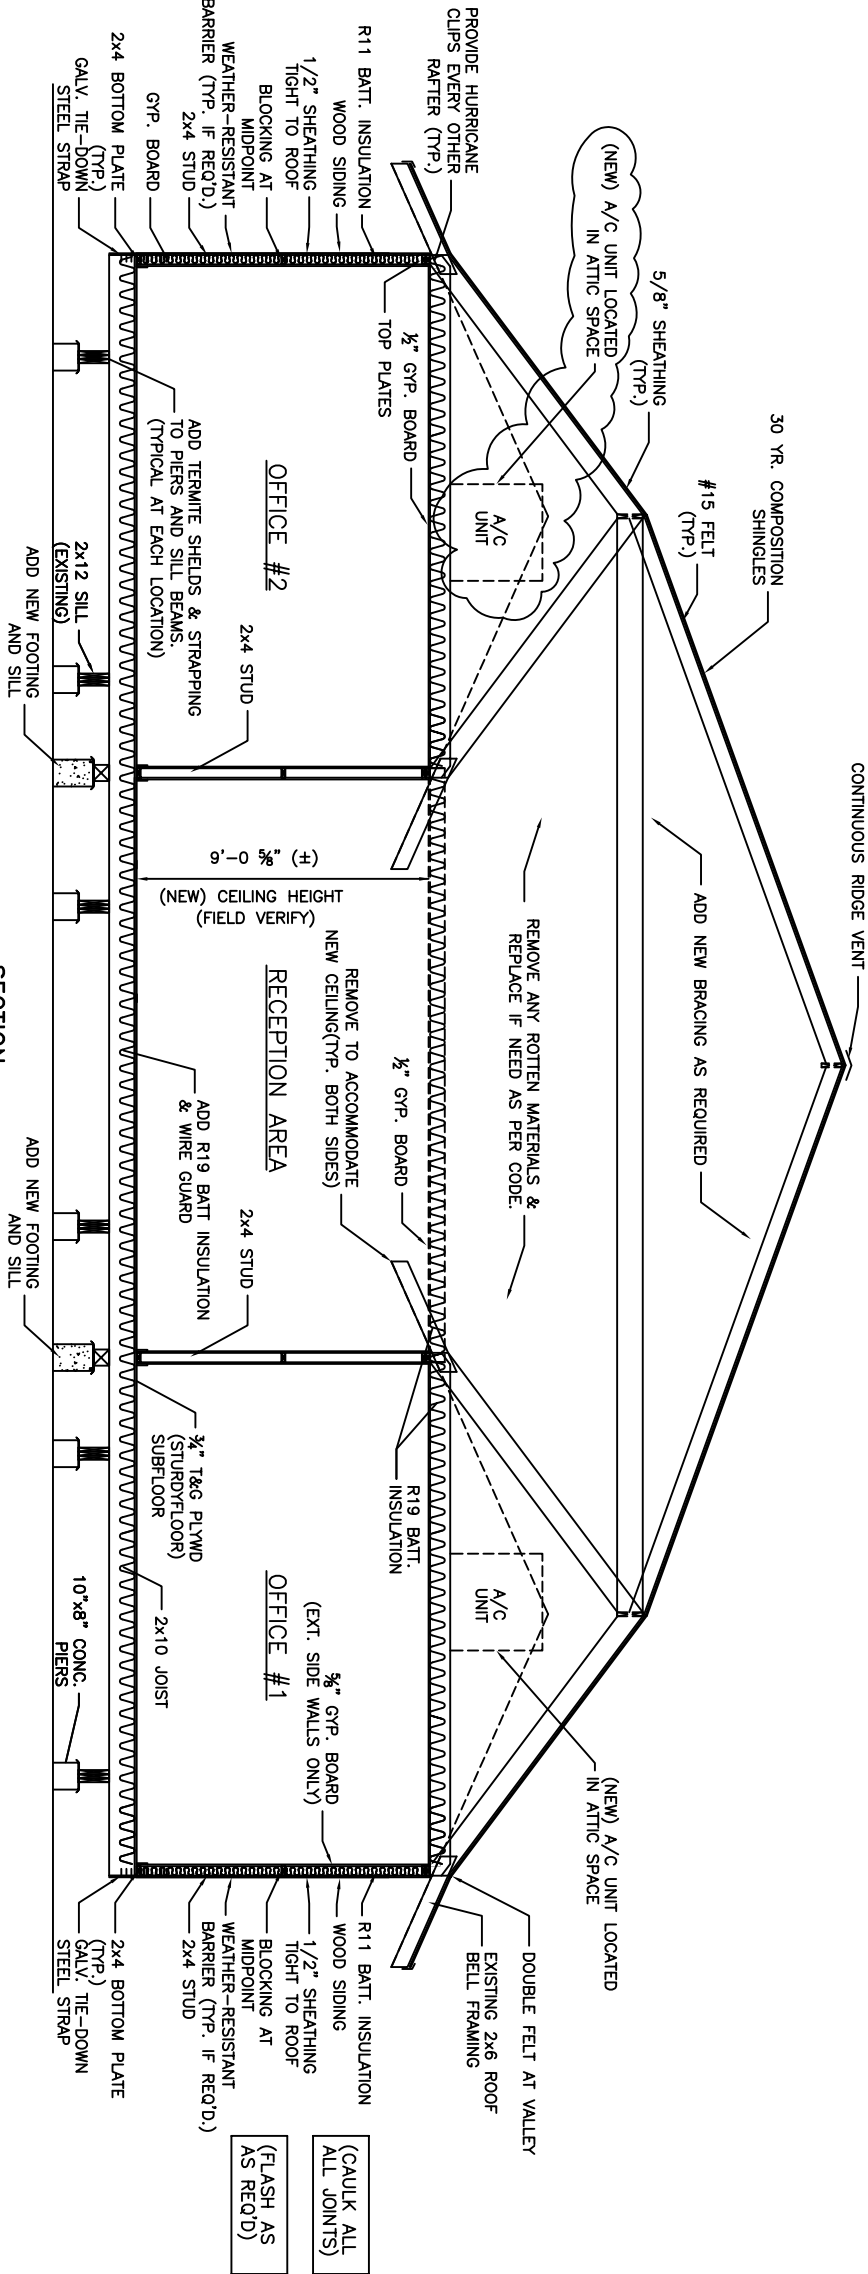 CONTINUOUS RIDGE VENT
30 YR. COMPOSITION
SHINGLES
#15 FELT
(TYP.)
5/8" SHEATHING
(TYP.)
(NEW) A/C UNIT LOCATED
IN ATTIC SPACE
PROVIDE HURRICANE
CLIPS EVERY OTHER
RAFTER (TYP.)
R11 BATT. INSULATION
WOOD SIDING
1/2" SHEATHING
TIGHT TO ROOF
BLOCKING AT
MIDPOINT
WEATHER-RESISTANT
BARRIER (TYP. IF REQ'D.)
2x4 STUD
GYP. BOARD
2x4 BOTTOM PLATE
(TYP.)
GALV. TIE-DOWN
STEEL STRAP
A/C
UNIT
½" GYP. BOARD
TOP PLATES
OFFICE #2
2x4 STUD
ADD TERMITE SHIELDS & STRAPPING
TO PIERS AND SILL BEAMS.
(TYPICAL AT EACH LOCATION)
2x12 SILL
(EXISTING)
ADD NEW FOOTING
AND SILL
ADD NEW BRACING AS REQUIRED
REMOVE ANY ROTTEN MATERIALS &
REPLACE IF NEED AS PER CODE.
½" GYP. BOARD
REMOVE TO ACCOMMODATE
NEW CEILING(TYP. BOTH SIDES)
9'-0 ⅝" (±)
(NEW) CEILING HEIGHT
(FIELD VERIFY)
RECEPTION AREA
2x4 STUD
ADD R19 BATT INSULATION
& WIRE GUARD
ADD NEW FOOTING
AND SILL
SECTION
(NEW) A/C UNIT LOCATED
IN ATTIC SPACE
A/C
UNIT
R19 BATT.
INSULATION
⅝" GYP. BOARD
(EXT. SIDE WALLS ONLY)
OFFICE #1
¾" T&G PLYWD
(STURDYFLOOR)
SUBFLOOR
2x10 JOIST
10"x8" CONC.
PIERS
DOUBLE FELT AT VALLEY
EXISTING 2x6 ROOF
BELL FRAMING
R11 BATT. INSULATION
WOOD SIDING
1/2" SHEATHING
TIGHT TO ROOF
BLOCKING AT
MIDPOINT
WEATHER-RESISTANT
BARRIER (TYP. IF REQ'D.)
2x4 STUD
2x4 BOTTOM PLATE
(TYP.)
GALV. TIE-DOWN
STEEL STRAP
(CAULK ALL
ALL JOINTS)
(FLASH AS
AS REQ'D)